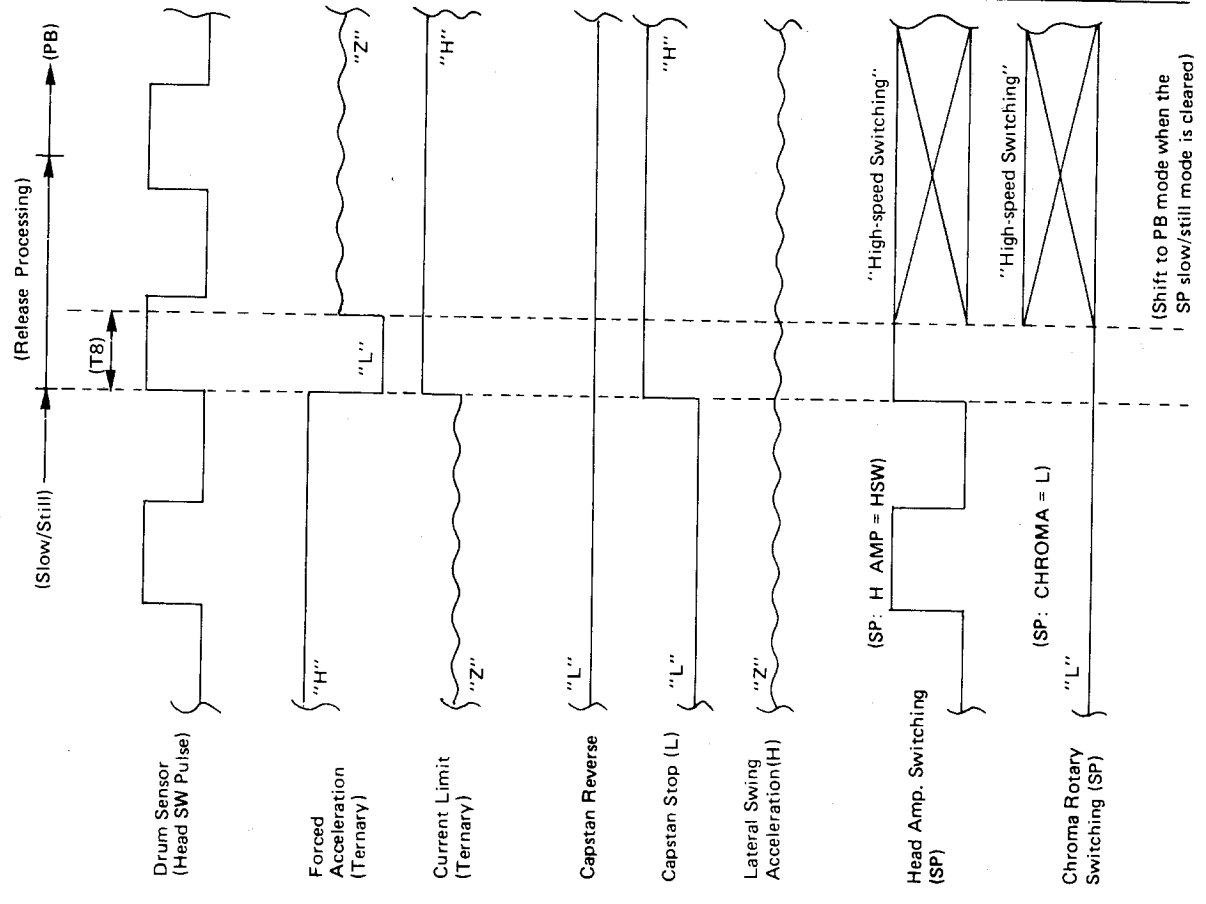 (Slow/Still)
(Release Processing)
(PB)
(T8)
Drum Sensor
(Head SW Pulse)
Forced
Acceleration
(Ternary)
"H"
"L"
"Z"
Current Limit
(Ternary)
"Z"
"H"
Capstan Reverse
"L"
Capstan Stop (L)
"L"
"H"
Lateral Swing
Acceleration(H)
"Z"
Head Amp. Switching
(SP)
(SP: H AMP = HSW)
"High-speed Switching"
Chroma Rotary
Switching (SP)
"L"
(SP: CHROMA = L)
"High-speed Switching"
(Shift to PB mode when the
SP slow/still mode is cleared)